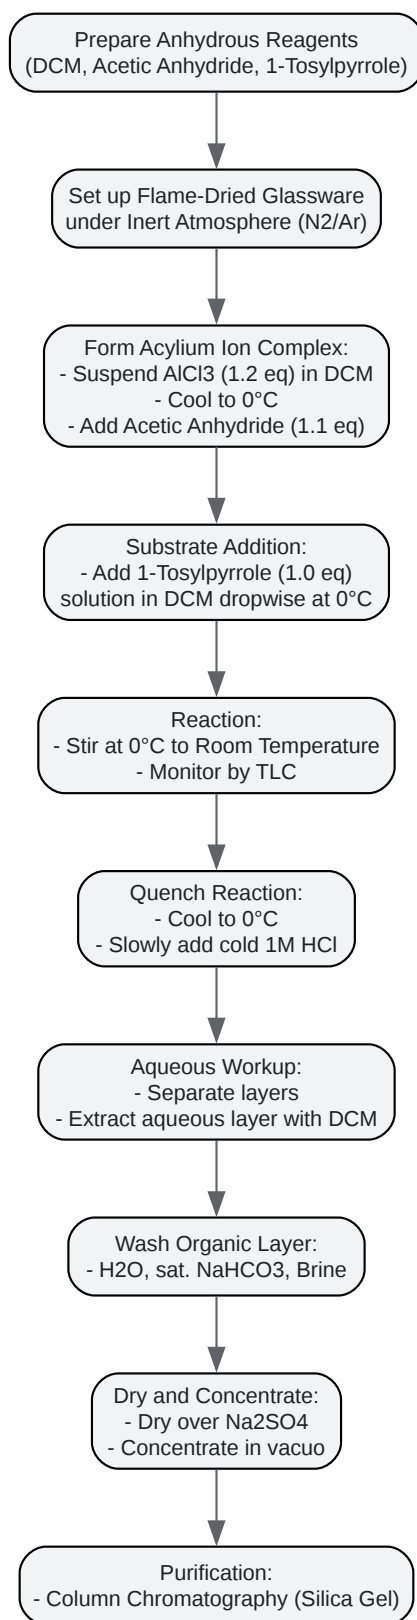 Prepare Anhydrous Reagents
(DCM, Acetic Anhydride, 1-Tosylpyrrole)
Set up Flame-Dried Glassware
under Inert Atmosphere (N2/Ar)
Form Acylium Ion Complex:
- Suspend AlCl3 (1.2 eq) in DCM
- Cool to 0°C
- Add Acetic Anhydride (1.1 eq)
Substrate Addition:
- Add 1-Tosylpyrrole (1.0 eq)
solution in DCM dropwise at 0°C
Reaction:
- Stir at 0°C to Room Temperature
- Monitor by TLC
Quench Reaction:
- Cool to 0°C
- Slowly add cold 1M HCl
Aqueous Workup:
- Separate layers
- Extract aqueous layer with DCM
Wash Organic Layer:
- H2O, sat. NaHCO3, Brine
Dry and Concentrate:
- Dry over Na2SO4
- Concentrate in vacuo
Purification:
- Column Chromatography (Silica Gel)